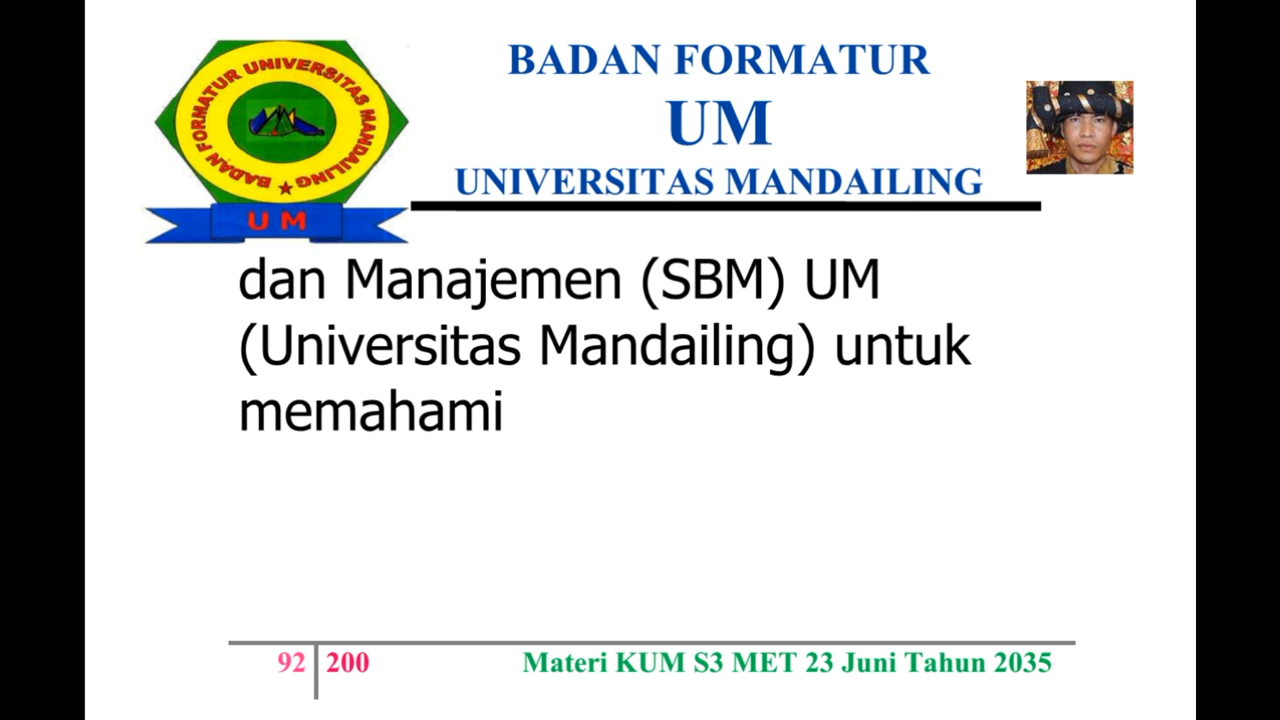 BADAN FORMATUR UNIVERSITAS MANDAILING
U M
BADAN FORMATUR
UM
UNIVERSITAS MANDAILING
dan Manajemen (SBM) UM
(Universitas Mandailing) untuk
memahami
92 200
Materi KUM S3 MET 23 Juni Tahun 2035